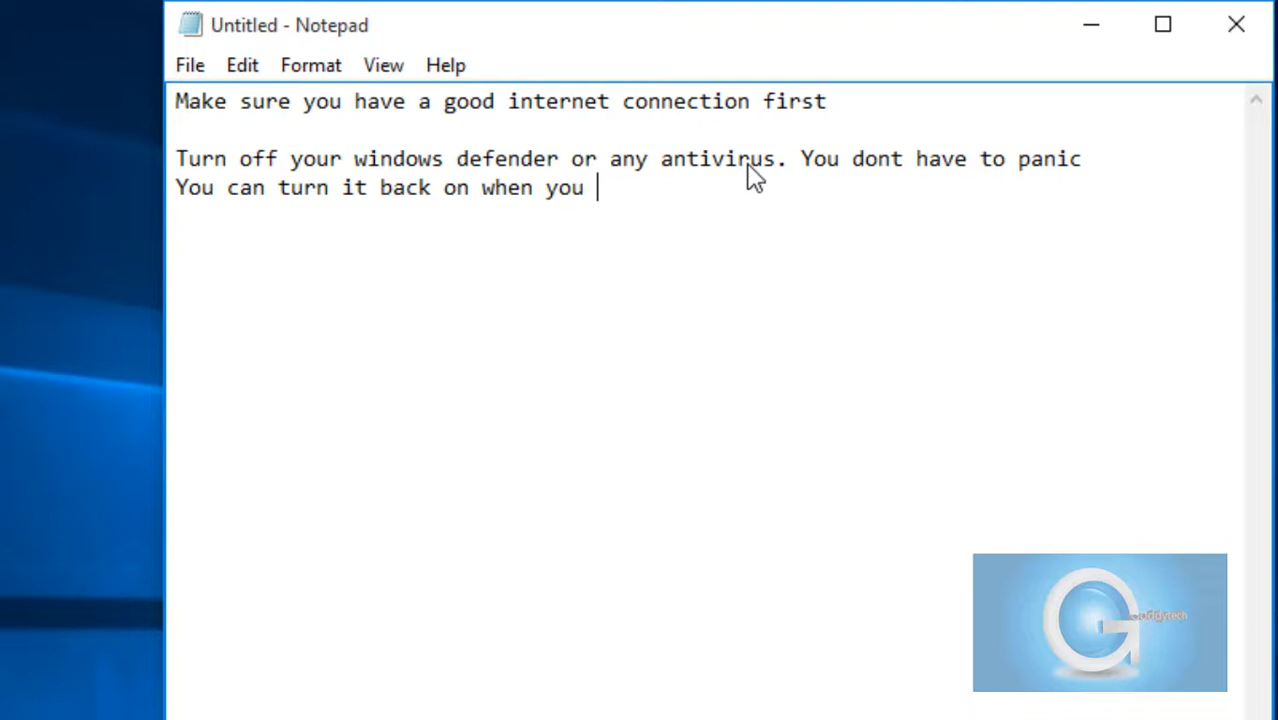 Untitled - Notepad
File Edit Format View Help
Make sure you have a good internet connection first
Turn off your windows defender or any antivirus. You dont have to panic
You can turn it back on when you